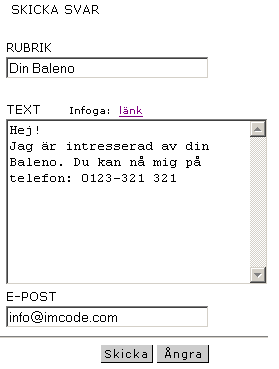 SKICKA SVAR
RUBRIK
Din Baleno
TEXT Infoga: länk
Hej!
Jag är intresserad av din
Baleno. Du kan nå mig på
telefon: 0123-321 321
E-POST
info@imcode.com
Skicka Ångra